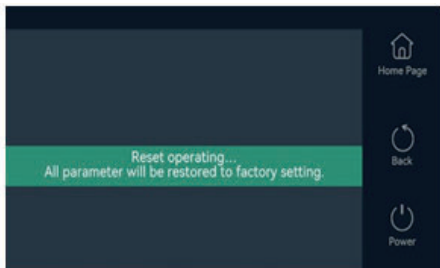 Reset operating...
All parameter will be restored to factory setting.
Home Page
Back
Power